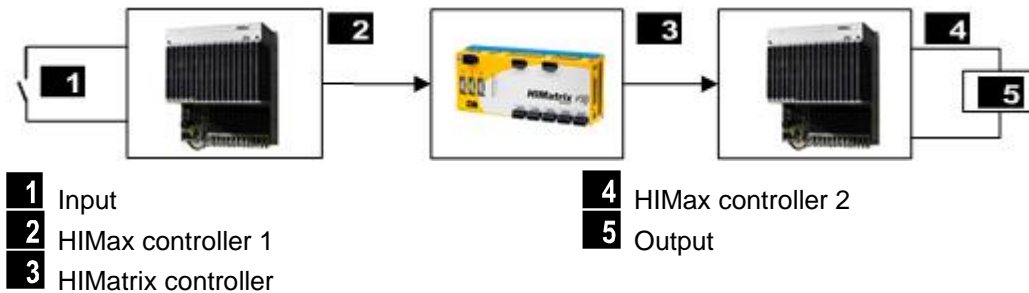 1
2
3
4
5
HIMatrix
1 Input
2 HIMax controller 1
3 HIMatrix controller
4 HIMax controller 2
5 Output